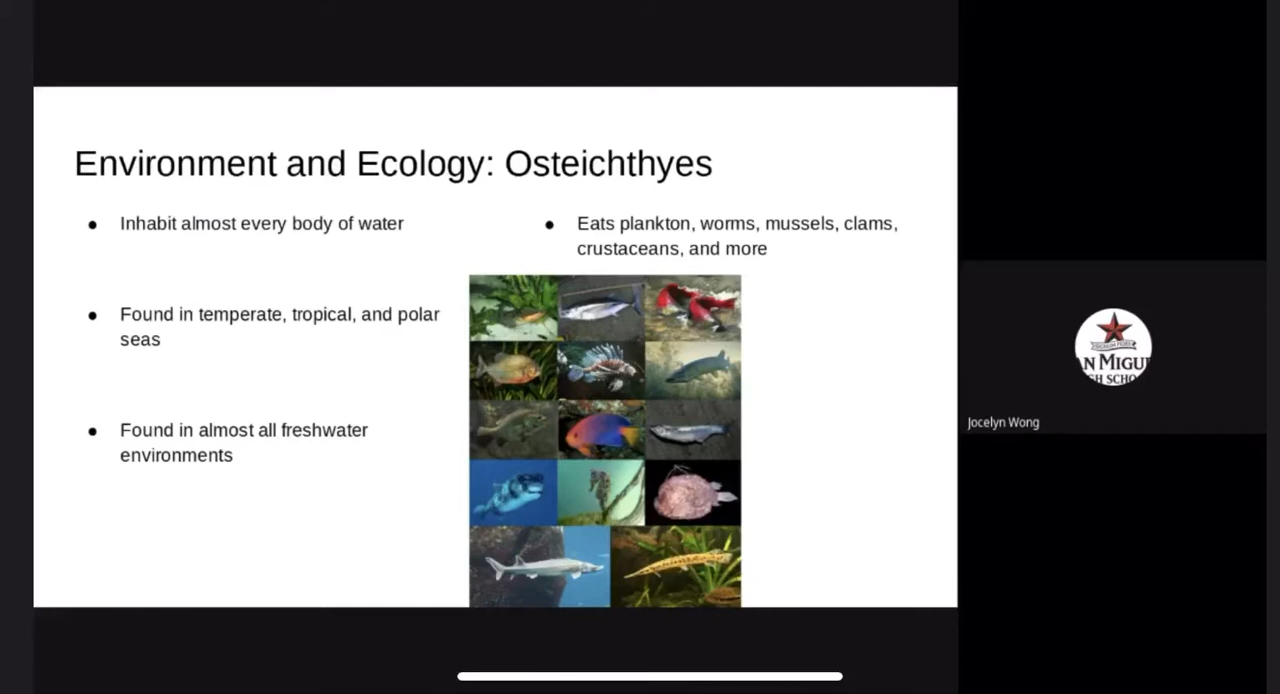 Environment and Ecology: Osteichthyes
● Inhabit almost every body of water
● Found in temperate, tropical, and polar
seas
● Found in almost all freshwater
environments
● Eats plankton, worms, mussels, clams,
crustaceans, and more
N MIGU
H SCHO
Jocelyn Wong